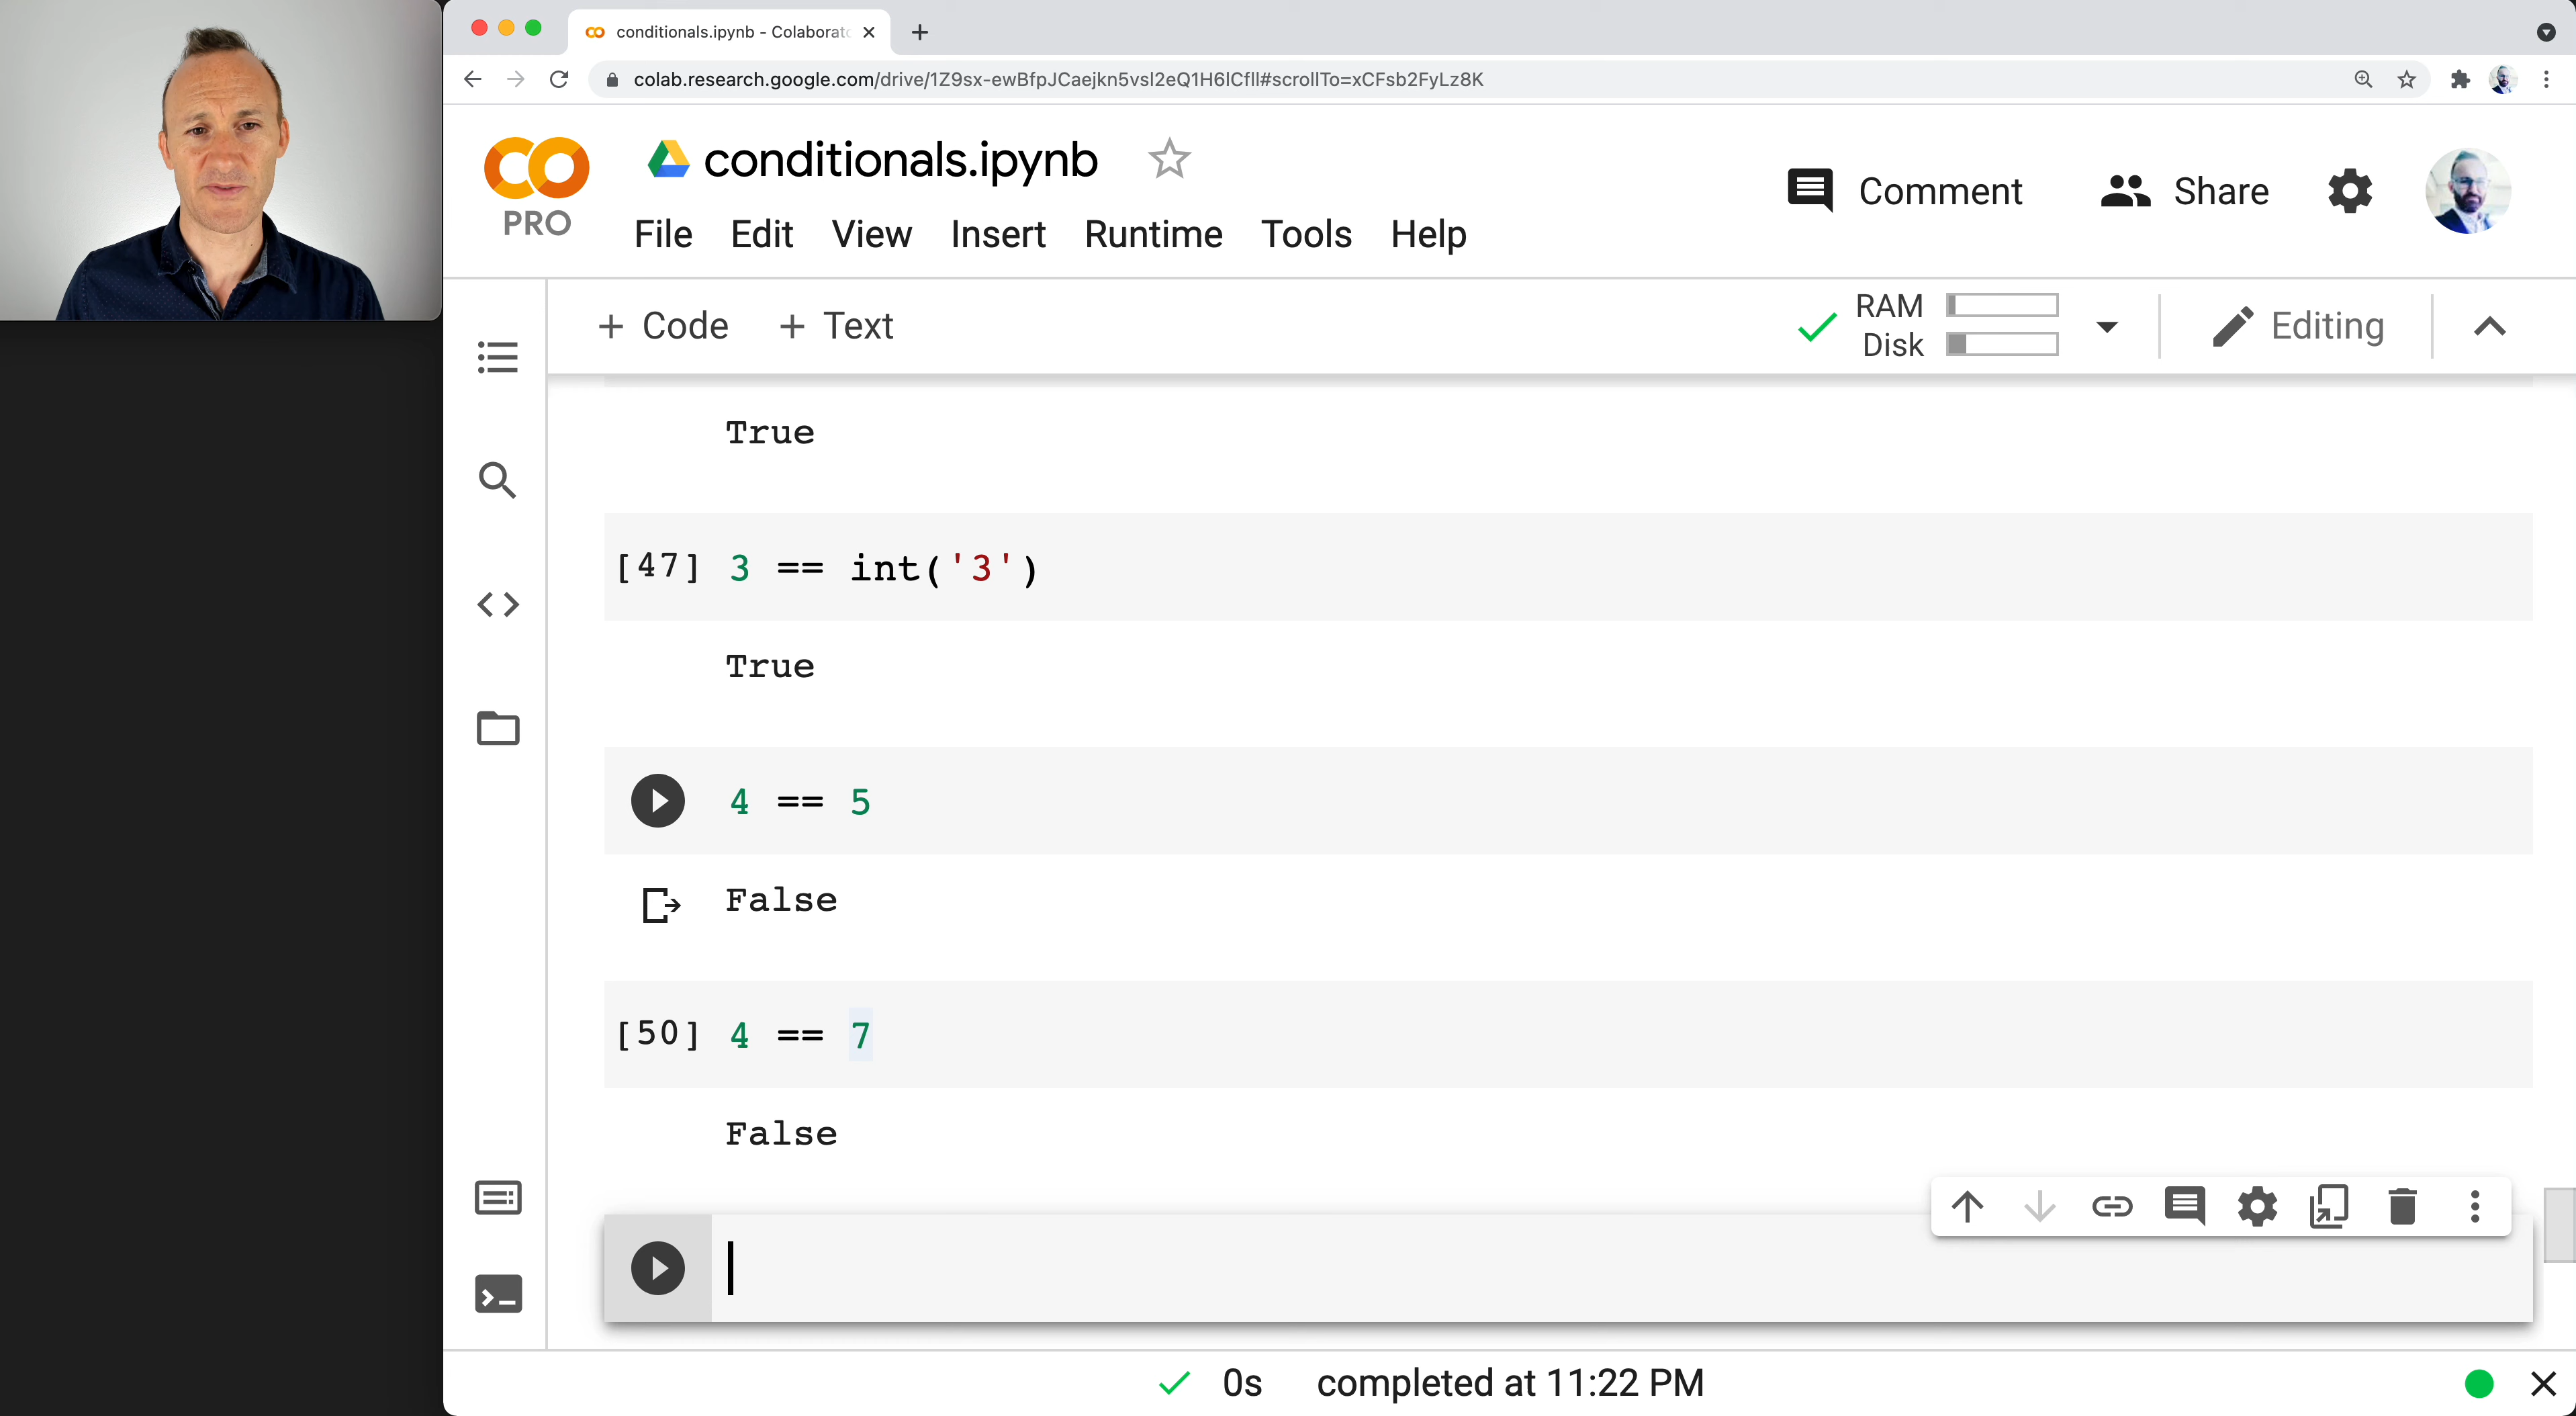 conditionals.ipynb - Colaborato
colab.research.google.com/drive/1Z9sx-ewBfpJCaejkn5vsl2eQ1H6lCfll#scrollTo=xCFsb2FyLz8K
PRO
conditionals.ipynb
Comment
Share
File Edit View Insert Runtime Tools Help
+ Code + Text
RAM
Disk
Editing
True
[47] 3 == int('3')
True
4 == 5
False
[50] 4 == 7
False
0s completed at 11:22 PM